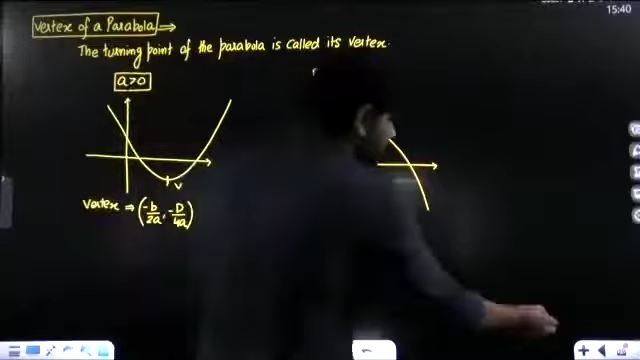 15:40
Vertex of a Parabola ⇒
The turning point of the parabola is called its vertex.
a>0
V
Vertex ⇒ (-b/2a, -D/4a)